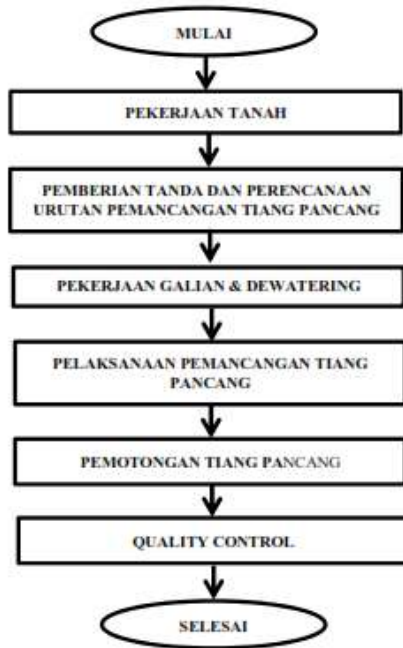 MULAI
PEKERJAAN TANAH
PEMBERIAN TANDA DAN PERENCANAAN
URUTAN PEMANCANGAN TIANG PANCANG
PEKERJAAN GALIAN & DEWATERING
PELAKSANAAN PEMANCANGAN TIANG
PANCANG
PEMOTONGAN TIANG PANCANG
QUALITY CONTROL
SELESAI